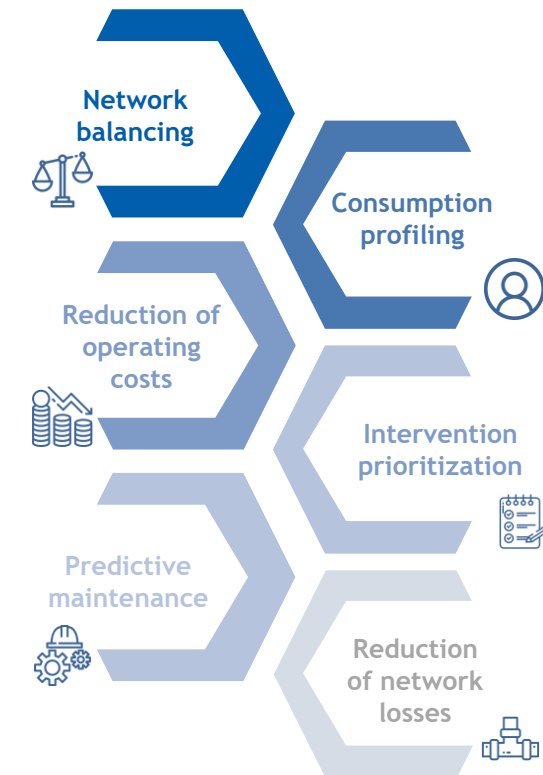 Network
balancing
Consumption
profiling
Reduction of
operating
costs
Intervention
prioritization
Predictive
maintenance
Reduction
of network
losses